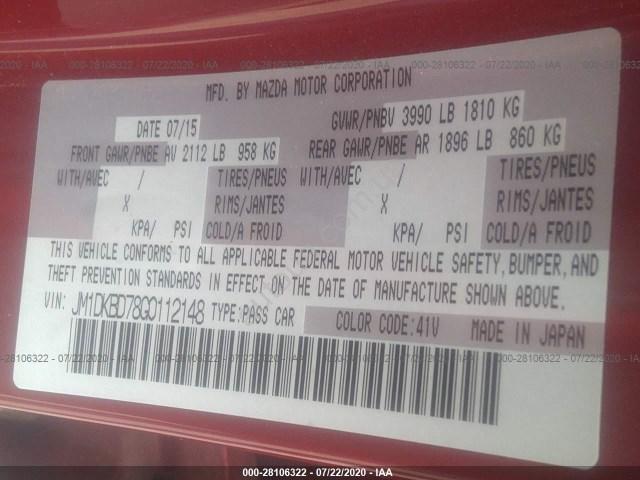 000-28106322 - 07/22/2020 - IAA
MFD. BY MAZDA MOTOR CORPORATION
DATE 07/15
GVWR/PNBV 3990 LB 1810 KG
FRONT GAWR/PNBE AV 2112 LB 958 KG
REAR GAWR/PNBE AR 1896 LB 860 KG
WITH/AVEC / TIRES/PNEUS WITH/AVEC / TIRES/PNEUS
X RIMS/JANTES X RIMS/JANTES
KPA/ PSI COLD/A FROID KPA/ PSI COLD/A FROID
THIS VEHICLE CONFORMS TO ALL APPLICABLE FEDERAL MOTOR VEHICLE SAFETY, BUMPER, AND
THEFT PREVENTION STANDARDS IN EFFECT ON THE DATE OF MANUFACTURE SHOWN ABOVE.
VIN: JM1DKBD78G0112148 TYPE:PASS CAR
COLOR CODE:41V MADE IN JAPAN
000-28106322 - 07/22/2020 - IAA
000-28106322 - 07/22/2020 - IAA